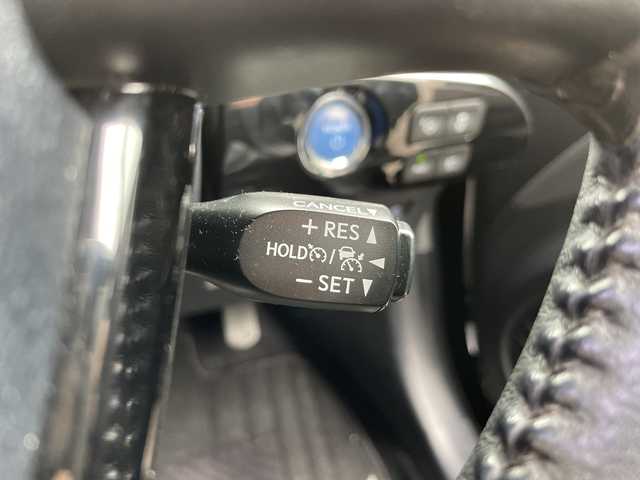 CANCEL
+ RES ▲
HOLD / ◄
− SET ▼